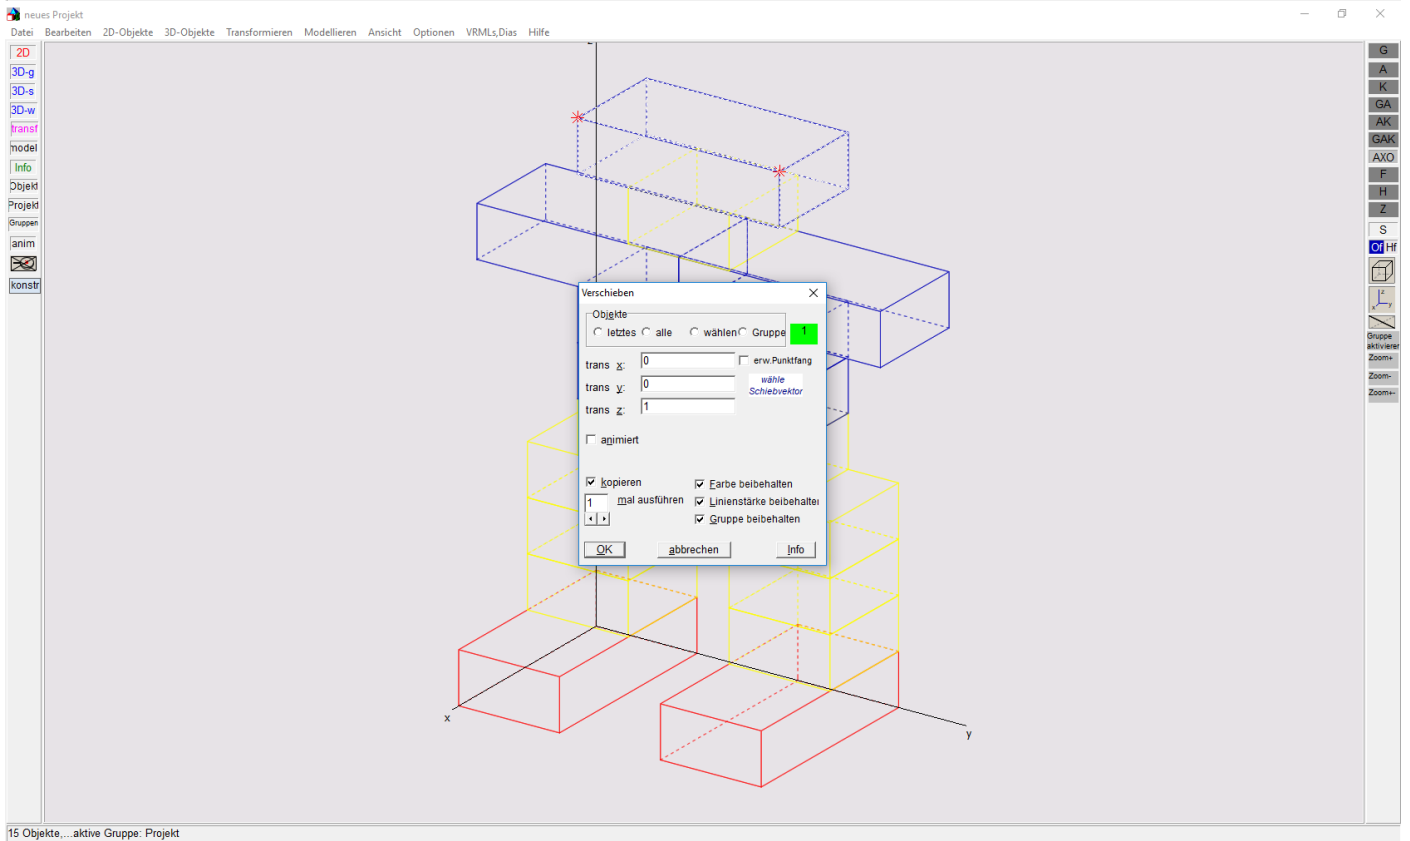 neues Projekt
Datei Bearbeiten 2D-Objekte 3D-Objekte Transformieren Modellieren Ansicht Optionen VRMLs,Dias Hilfe
2D
3D-g
3D-s
3D-w
transf
model
Info
Objekt
Projekt
Gruppen
anim
konstr
x
y
Verschieben
Objekte
letztes alle wählen Gruppe 1
trans x: 0 erw.Punktfang
trans y: 0 wähle
Schiebvektor
trans z: 1
animiert
kopieren Farbe beibehalten
1 mal ausführen Linienstärke beibehalten
Gruppe beibehalten
OK abbrechen Info
G
A
K
GA
AK
GAK
AXO
F
H
Z
S
Of Hf
z
x y
Gruppe
aktivieren
Zoom+
Zoom-
Zoom+-
15 Objekte,...aktive Gruppe: Projekt